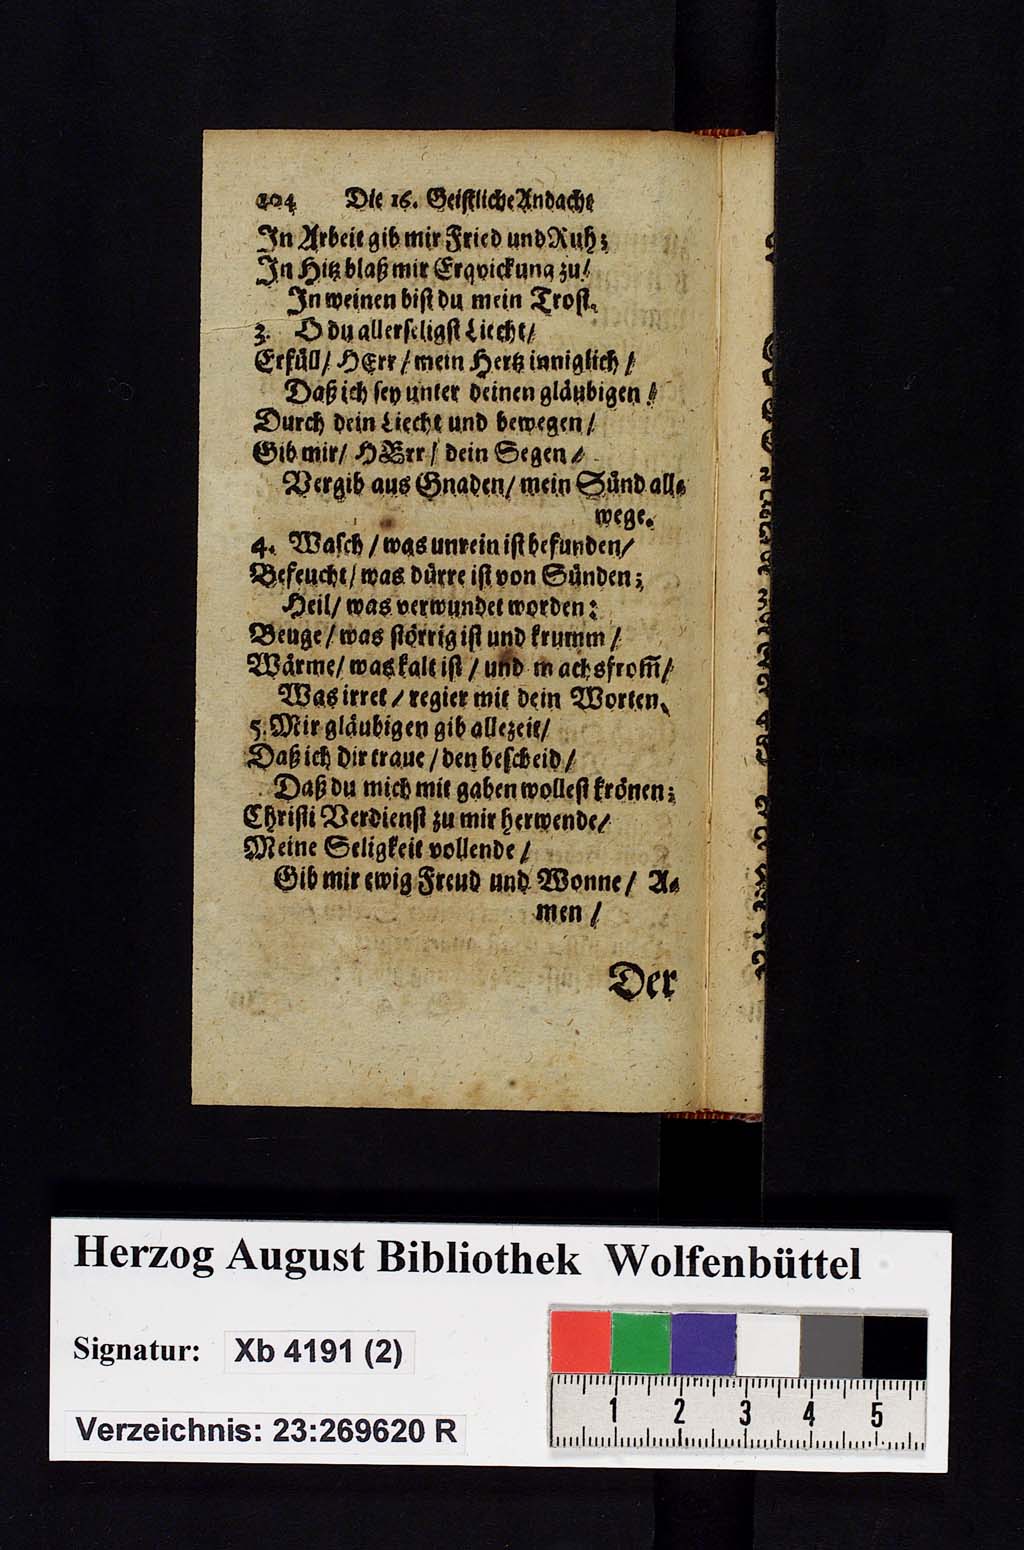 204 Die 16. Geistliche Andacht
In Arbeit gib mir Fried und Ruh;
In Hitz blaß mir Erqvickung zu/
In weinen bist du mein Trost.
3. O du allerseligst Liecht/
Erfüll/ HErr/ mein Hertz inniglich/
Daß ich sey unter deinen gläubigen/
Durch dein Liecht und bewegen/
Gib mir/ HErr/ dein Segen/
Vergib aus Gnaden/ mein Sünd all-
wege.
4. Wasch/ was unrein ist befunden/
Befeucht/ was dürre ist von Sünden;
Heil/ was verwundet worden:
Beuge/ was störrig ist und krumm/
Wärme/ was kalt ist/ und machs from̃/
Was irret/ regier mit dein Worten.
5. Mir gläubigen gib allezeit/
Daß ich dir traue/ den bescheid/
Daß du mich mit gaben wollest krönen;
Christi Verdienst zu mir herwende/
Meine Seligkeit vollende/
Gib mir ewig Freud und Wonne/ A-
men/
Der
Herzog August Bibliothek Wolfenbüttel
Signatur: Xb 4191 (2)
Verzeichnis: 23:269620 R
1 2 3 4 5